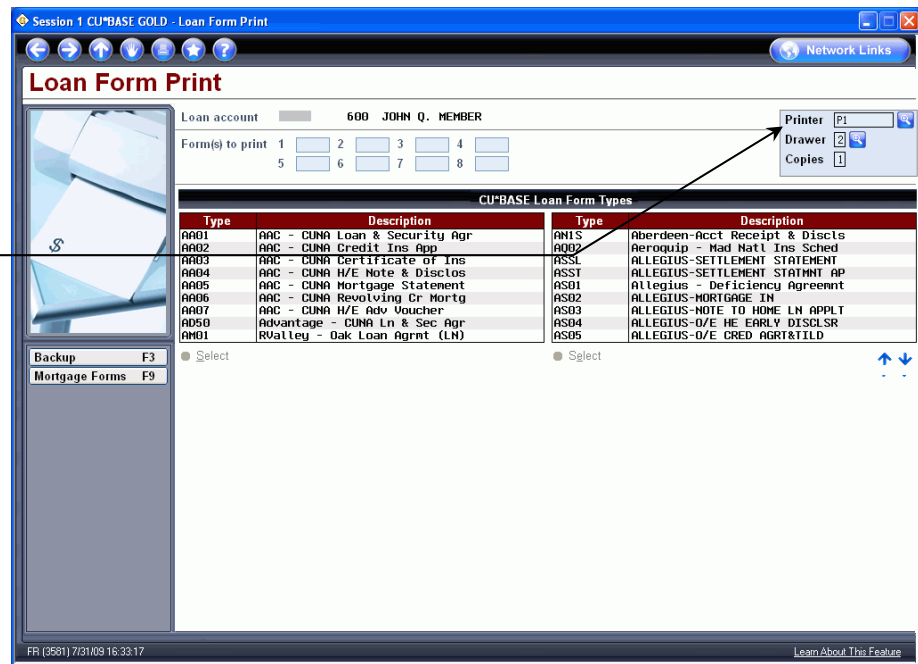 Session 1 CU*BASE GOLD - Loan Form Print
Network Links
Loan Form Print
Loan account 600 JOHN Q. MEMBER
Form(s) to print 1 2 3 4
5 6 7 8
Printer P1
Drawer 2
Copies 1
CU*BASE Loan Form Types
Type Description
AA01 AAC - CUNA Loan & Security Agr
AA02 AAC - CUNA Credit Ins App
AA03 AAC - CUNA Certificate of Ins
AA04 AAC - CUNA H/E Note & Disclos
AA05 AAC - CUNA Mortgage Statement
AA06 AAC - CUNA Revolving Cr Mortg
AA07 AAC - CUNA H/E Adv Voucher
AD50 Advantage - CUNA Ln & Sec Agr
AM01 RValley - Oak Loan Agrmt (LN)
Select
Type Description
AN1S Aberdeen-Acct Receipt & Discls
AQ02 Aeroquip - Mad Natl Ins Sched
ASSL ALLEGIUS-SETTLEMENT STATEMENT
ASST ALLEGIUS-SETTLEMENT STATMNT AP
AS01 Allegius - Deficiency Agreemnt
AS02 ALLEGIUS-MORTGAGE IN
AS03 ALLEGIUS-NOTE TO HOME LN APPLT
AS04 ALLEGIUS-O/E HE EARLY DISCLSR
AS05 ALLEGIUS-O/E CRED AGRT&TILD
Select
Backup F3
Mortgage Forms F9
$
FR (3581) 7/31/09 16:33:17
Learn About This Feature